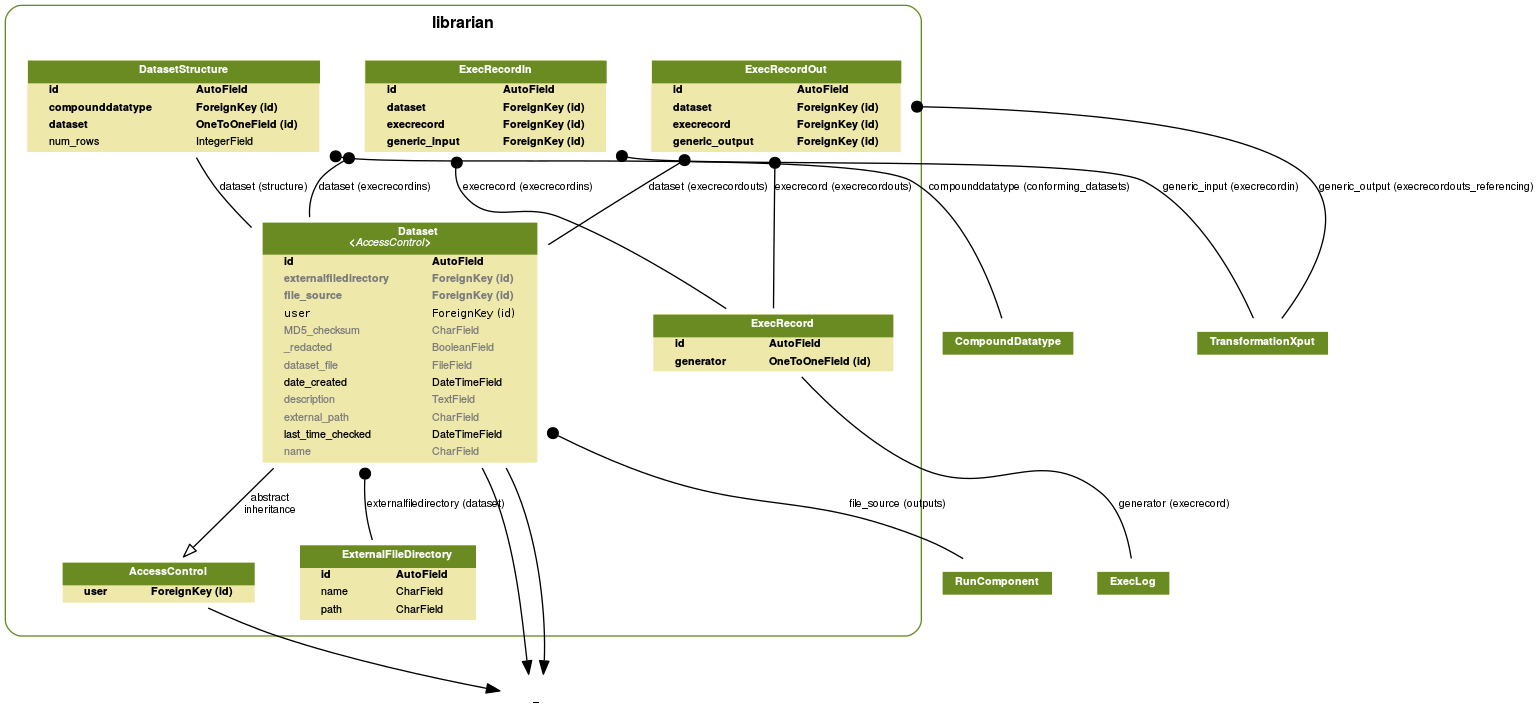 librarian
DatasetStructure
id AutoField
compounddatatype ForeignKey (id)
dataset OneToOneField (id)
num_rows IntegerField
ExecRecordIn
id AutoField
dataset ForeignKey (id)
execrecord ForeignKey (id)
generic_input ForeignKey (id)
ExecRecordOut
id AutoField
dataset ForeignKey (id)
execrecord ForeignKey (id)
generic_output ForeignKey (id)
dataset (structure)
dataset (execrecordins)
execrecord (execrecordins)
dataset (execrecordouts)
execrecord (execrecordouts)
compounddatatype (conforming_datasets)
generic_input (execrecordin)
generic_output (execrecordouts_referencing)
Dataset
<AccessControl>
id AutoField
externalfiledirectory ForeignKey (id)
file_source ForeignKey (id)
user ForeignKey (id)
MD5_checksum CharField
_redacted BooleanField
dataset_file FileField
date_created DateTimeField
description TextField
external_path CharField
last_time_checked DateTimeField
name CharField
ExecRecord
id AutoField
generator OneToOneField (id)
CompoundDatatype
TransformationXput
abstract
inheritance
externalfiledirectory (dataset)
file_source (outputs)
generator (execrecord)
AccessControl
user ForeignKey (id)
ExternalFileDirectory
id AutoField
name CharField
path CharField
RunComponent
ExecLog
_